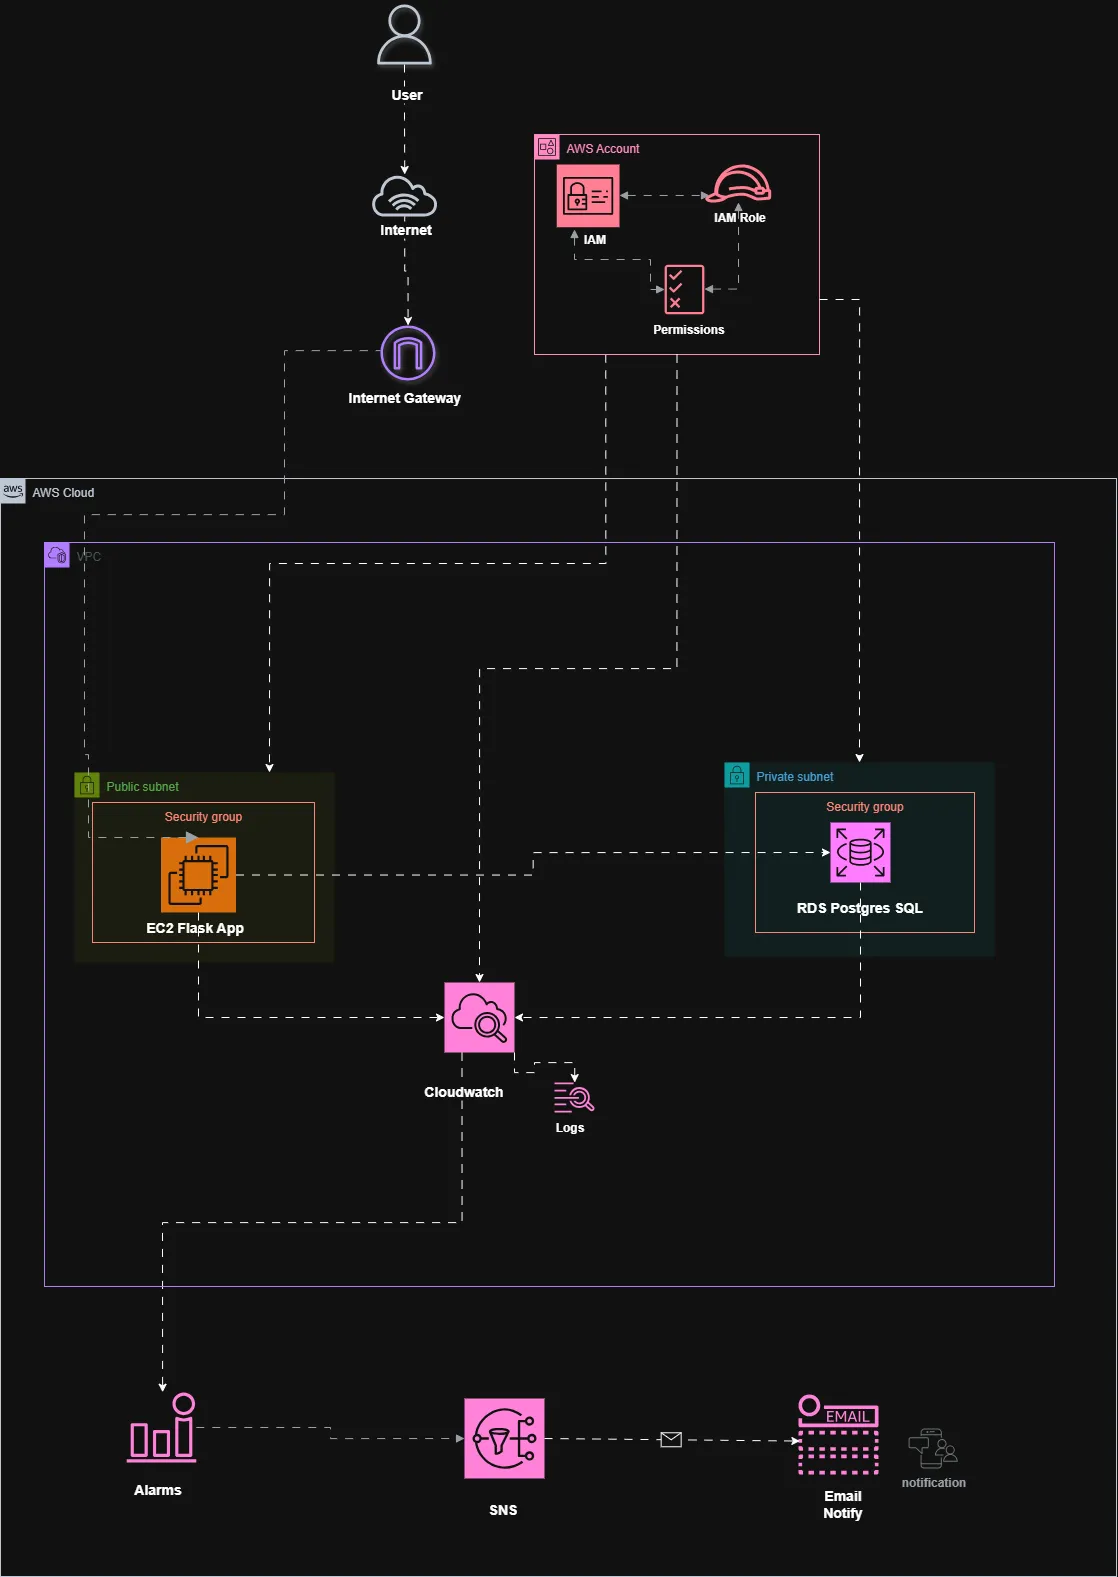 User
AWS Account
Internet
IAM
IAM Role
Permissions
Internet Gateway
aws
AWS Cloud
VPC
Public subnet
Private subnet
Security group
Security group
EC2 Flask App
RDS Postgres SQL
Cloudwatch
Logs
EMAIL
Alarms
SNS
Email
Notify
notification